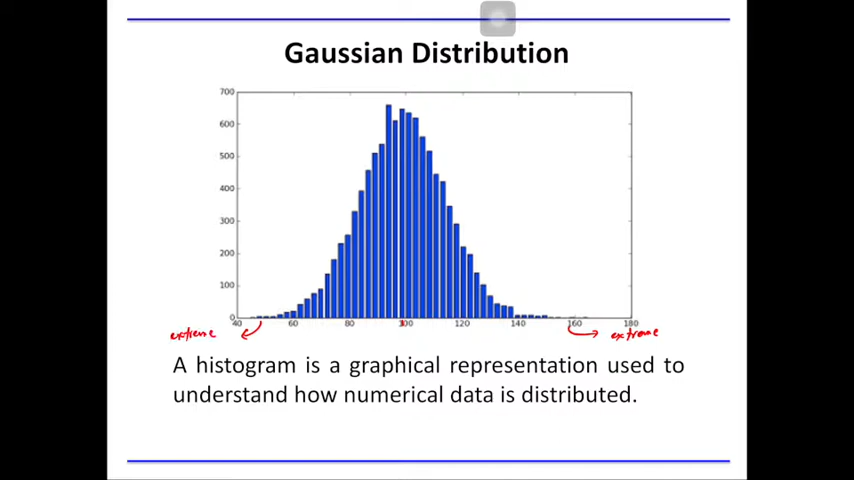 Gaussian Distribution
700
600
500
400
300
200
100
0
40 60 80 100 120 140 160 180
extreme extreme
A histogram is a graphical representation used to
understand how numerical data is distributed.